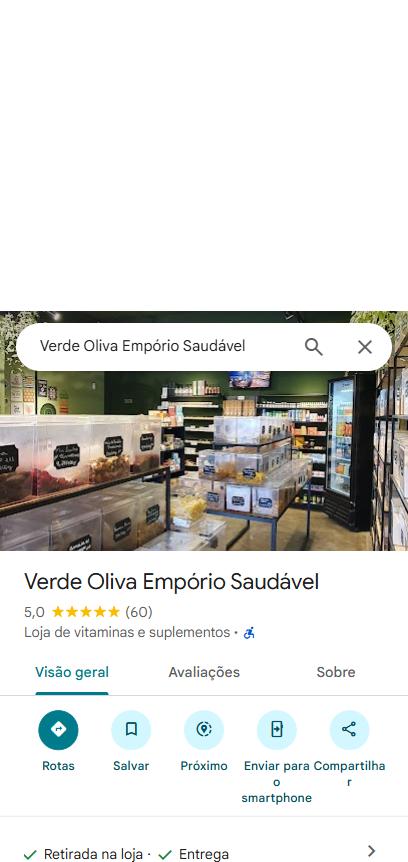 Verde Oliva Empório Saudável
Verde Oliva Empório Saudável
5,0 ★★★★★ (60)
Loja de vitaminas e suplementos ·
Visão geral Avaliações Sobre
Rotas Salvar Próximo Enviar para o smartphone Compartilhar
Retirada na loja · Entrega